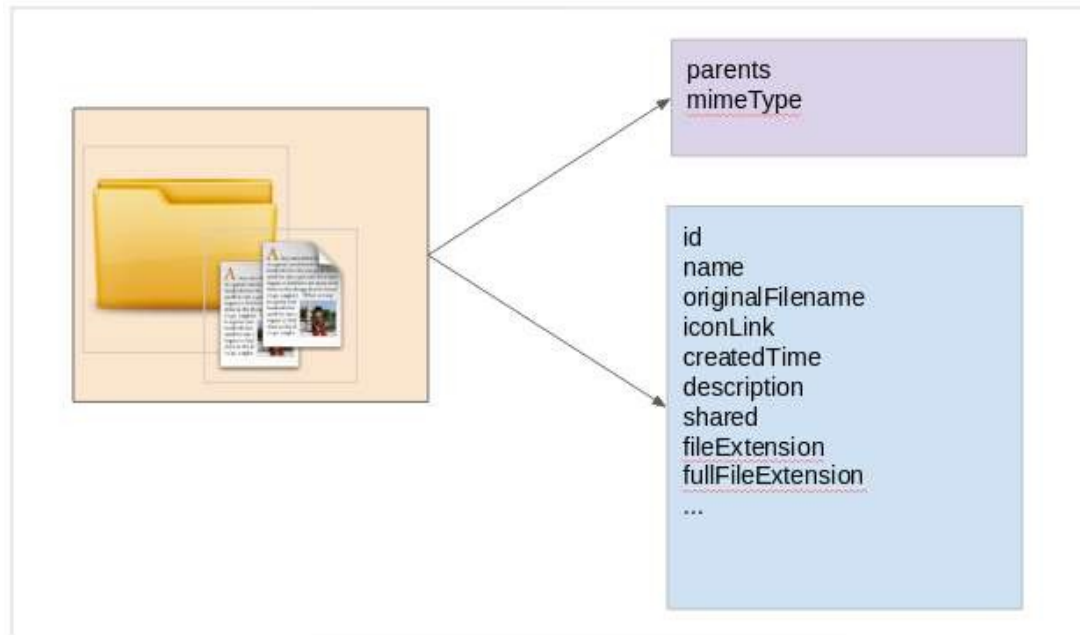 parents
mimeType
id
name
originalFilename
iconLink
createdTime
description
shared
fileExtension
fullFileExtension
...